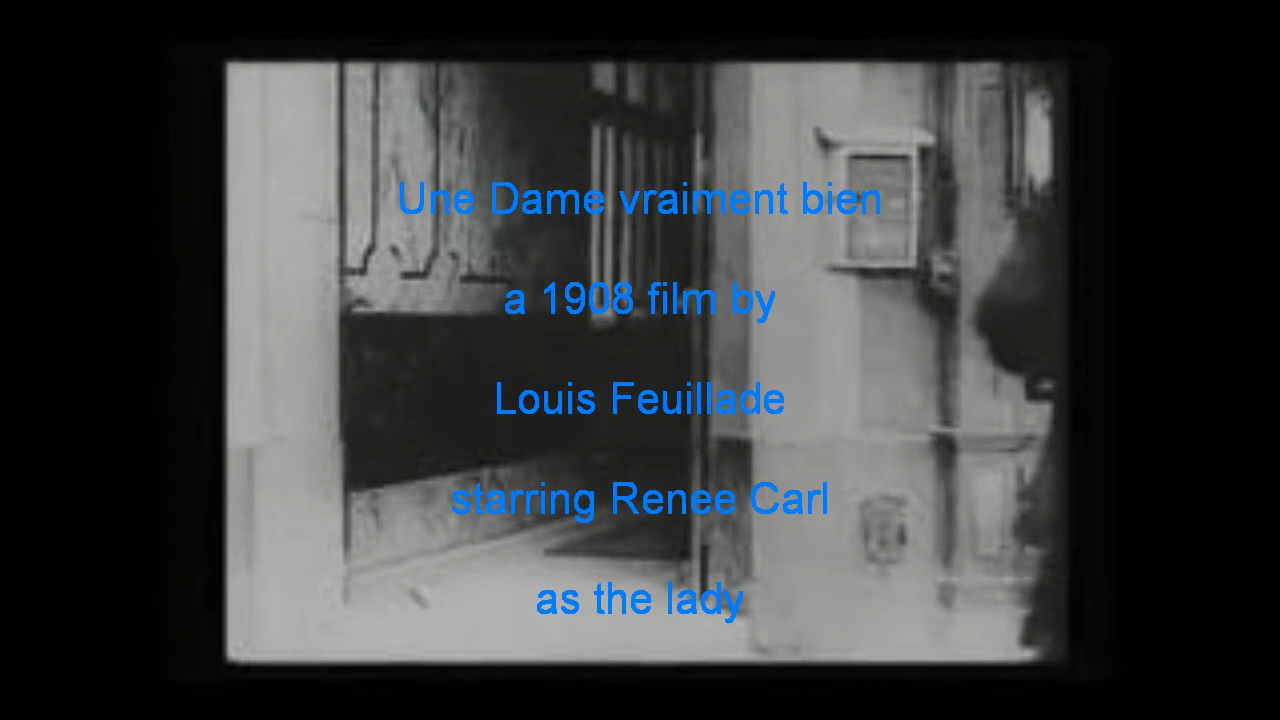 Une Dame vraiment bien
a 1908 film by
Louis Feuillade
starring Renee Carl
as the lady